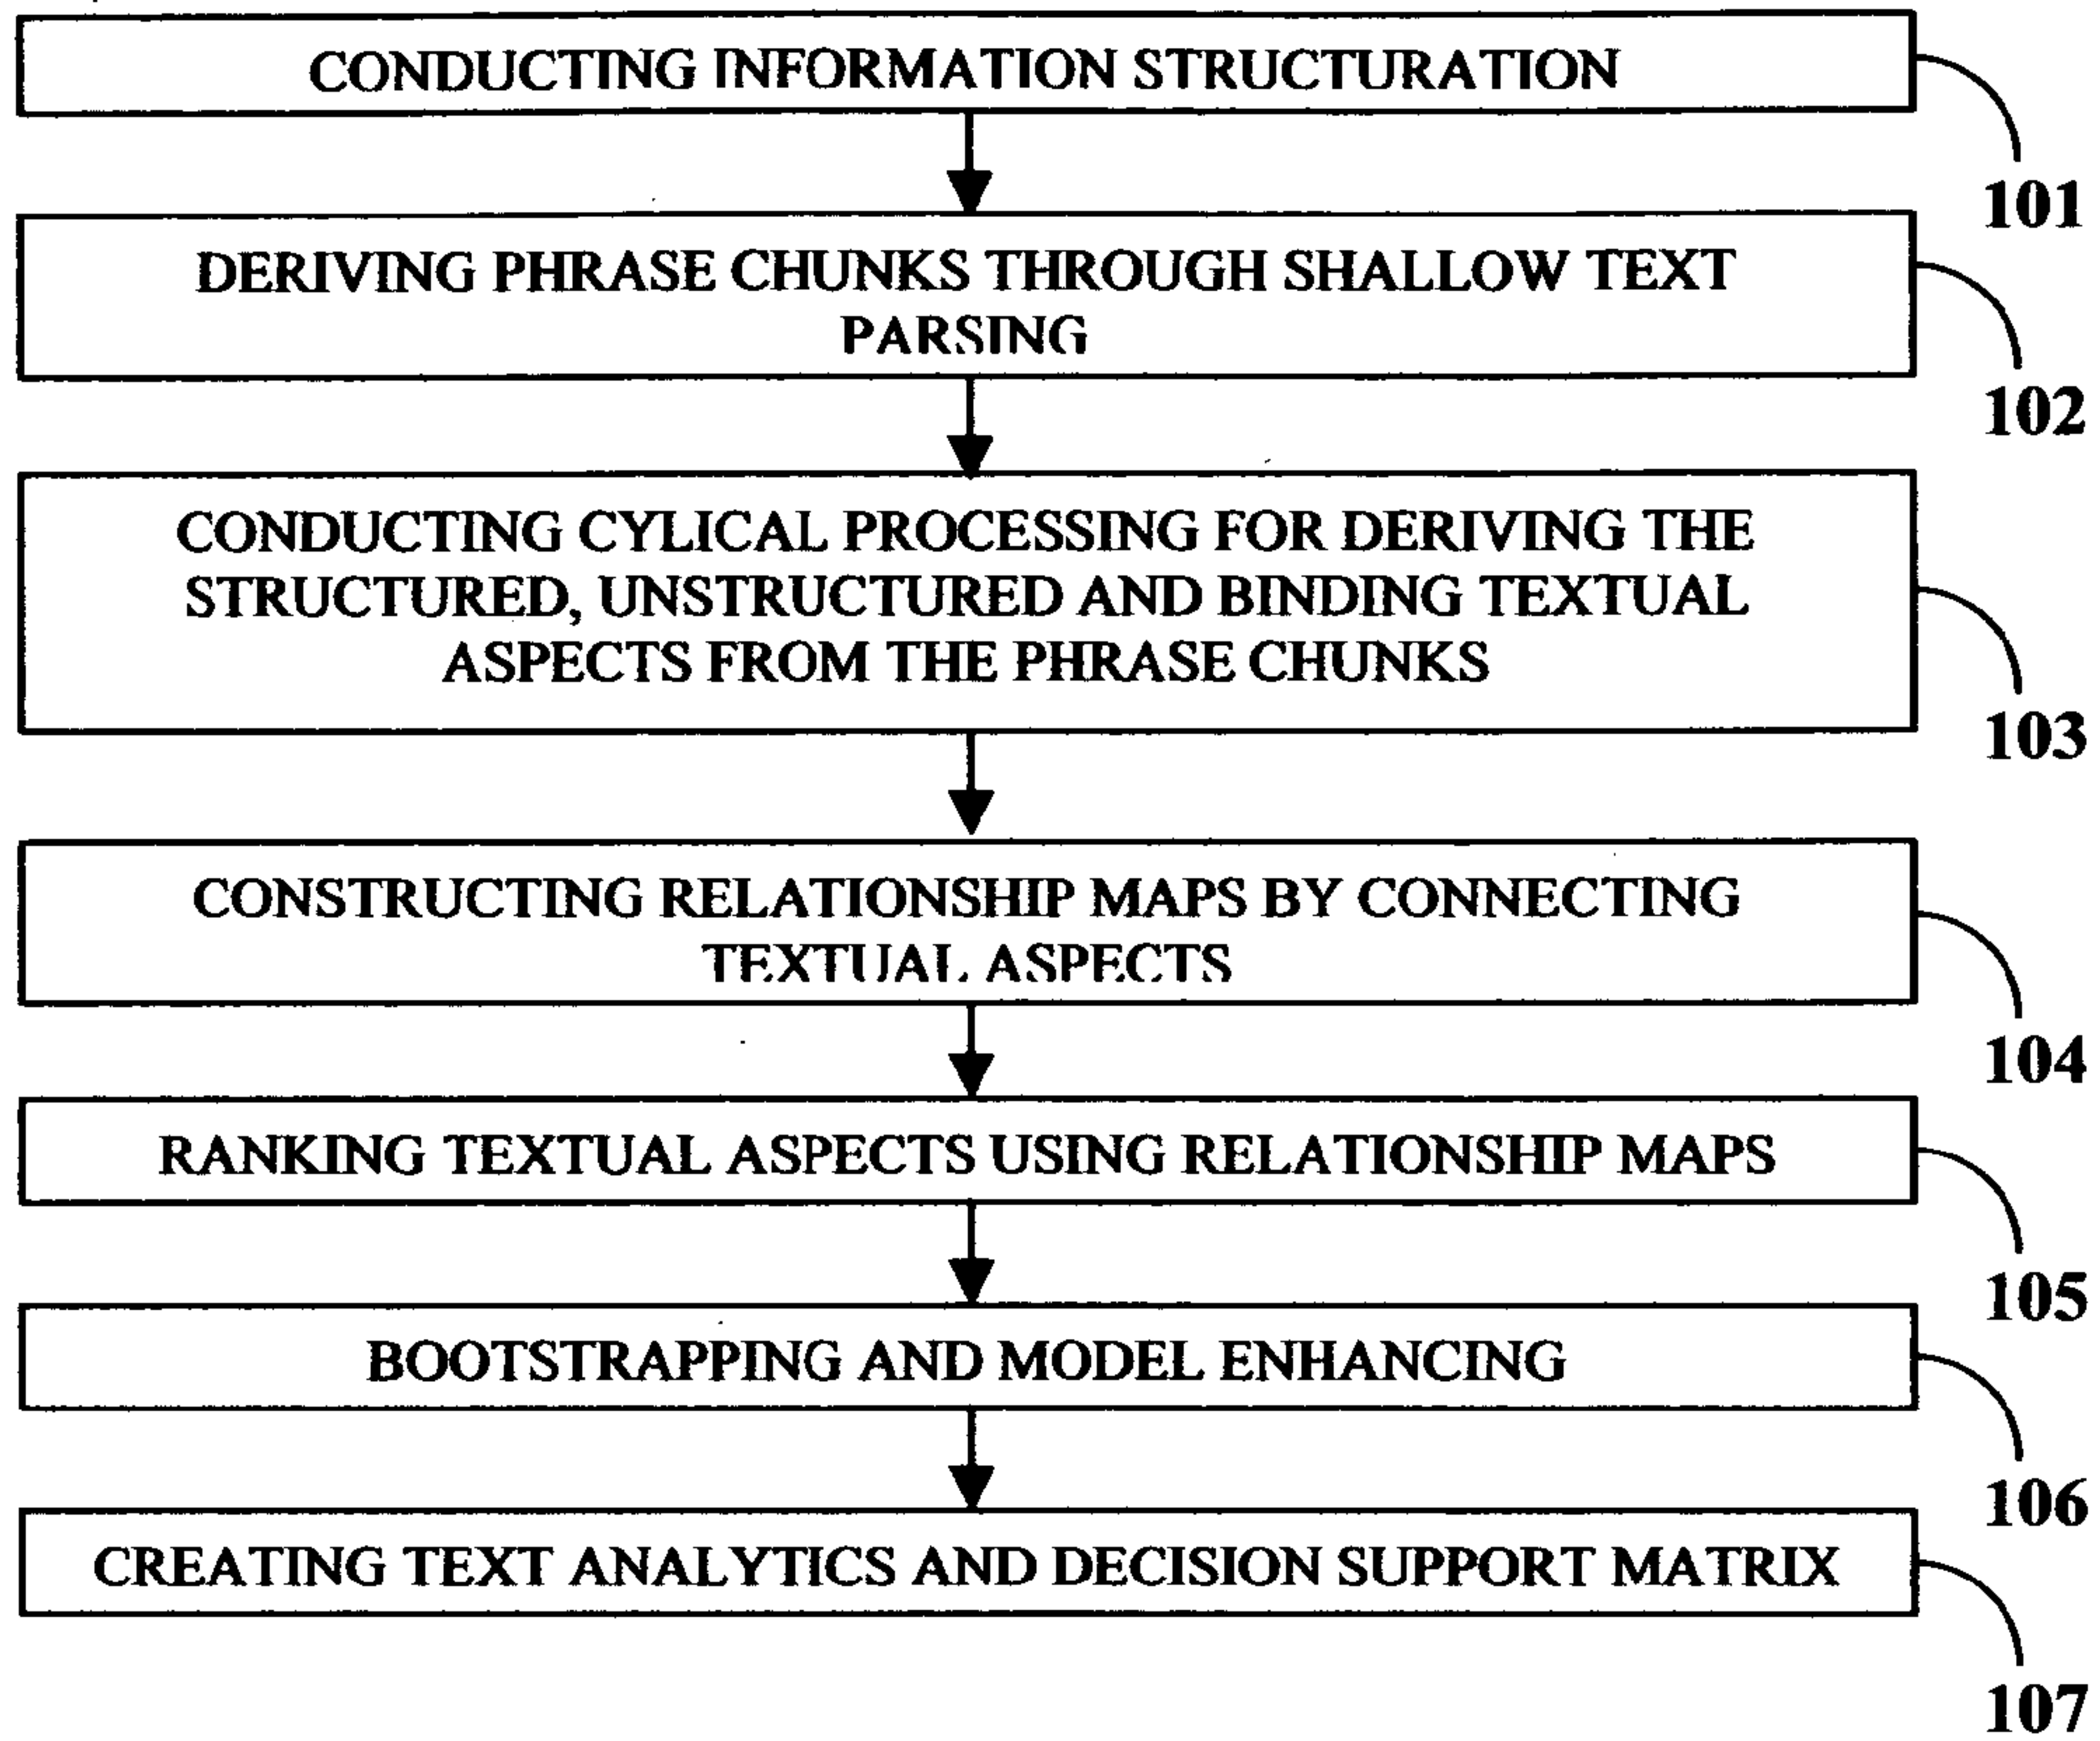 CONDUCTING INFORMATION STRUCTURATION
101
DERIVING PHRASE CHUNKS THROUGH SHALLOW TEXT
PARSING
102
CONDUCTING CYLICAL PROCESSING FOR DERIVING THE
STRUCTURED, UNSTRUCTURED AND BINDING TEXTUAL
ASPECTS FROM THE PHRASE CHUNKS
103
CONSTRUCTING RELATIONSHIP MAPS BY CONNECTING
TEXTUAL ASPECTS
104
RANKING TEXTUAL ASPECTS USING RELATIONSHIP MAPS
105
BOOTSTRAPPING AND MODEL ENHANCING
106
CREATING TEXT ANALYTICS AND DECISION SUPPORT MATRIX
107